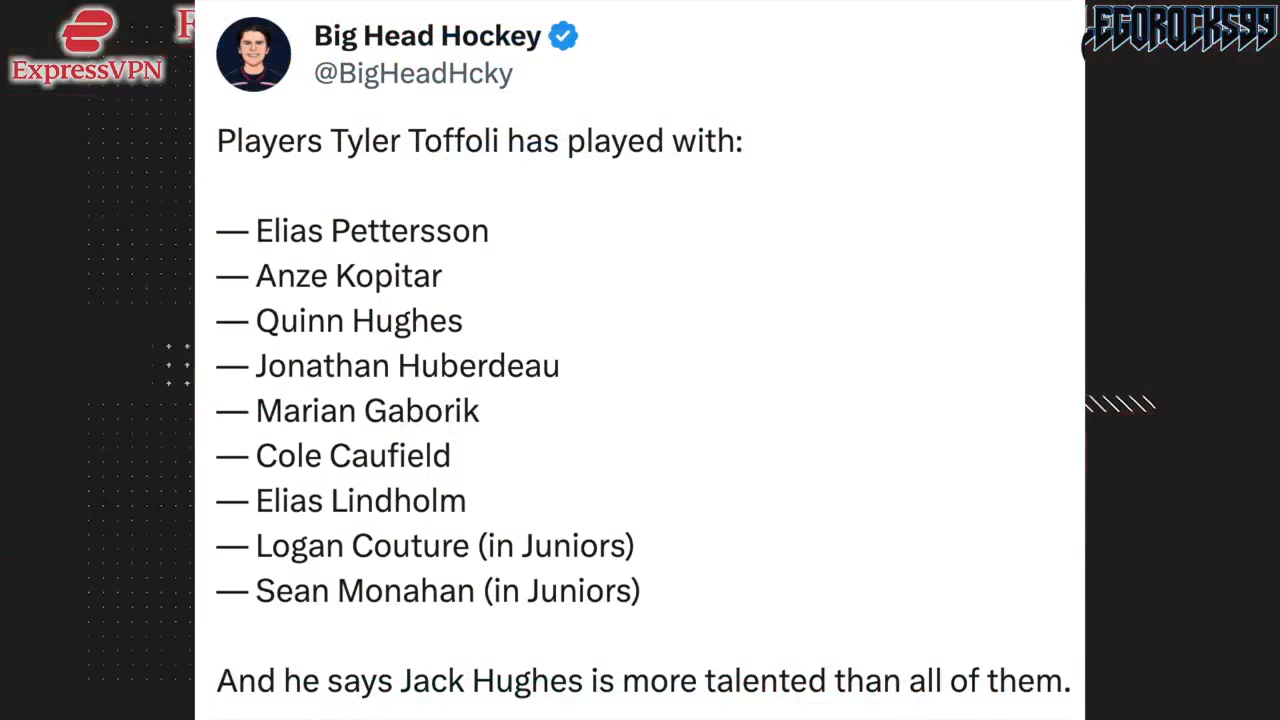 ExpressVPN
F
LEGOROCKS99
Big Head Hockey
@BigHeadHcky
Players Tyler Toffoli has played with:
— Elias Pettersson
— Anze Kopitar
— Quinn Hughes
— Jonathan Huberdeau
— Marian Gaborik
— Cole Caufield
— Elias Lindholm
— Logan Couture (in Juniors)
— Sean Monahan (in Juniors)
And he says Jack Hughes is more talented than all of them.